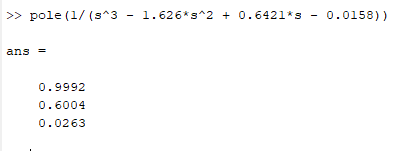 >> pole(1/(s^3 - 1.626*s^2 + 0.6421*s - 0.0158))
ans =
0.9992
0.6004
0.0263